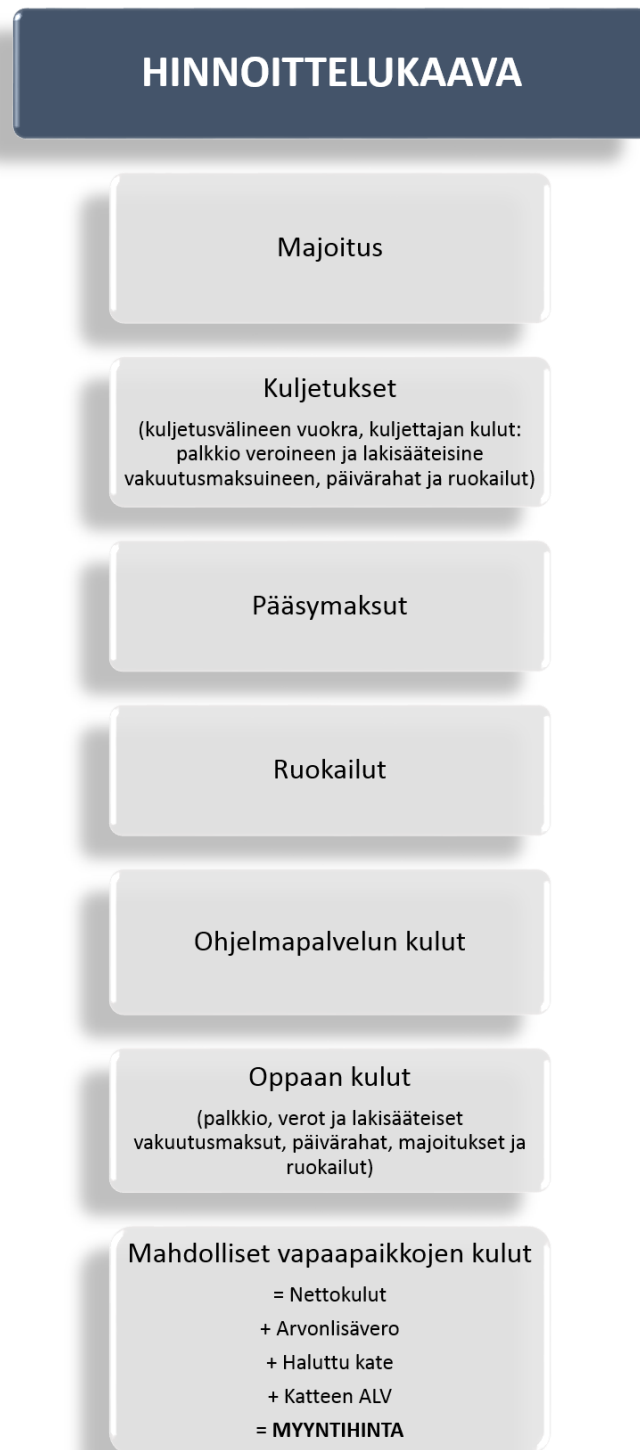 HINNOITTELUKAAVA
Majoitus
Kuljetukset
(kuljetusvälineen vuokra, kuljettajan kulut:
palkkio veroineen ja lakisääteisine
vakuutusmaksuineen, päivärahat ja ruokailut)
Pääsymaksut
Ruokailut
Ohjelmapalvelun kulut
Oppaan kulut
(palkkio, verot ja lakisääteiset
vakuutusmaksut, päivärahat, majoitukset ja
ruokailut)
Mahdolliset vapaapaikkojen kulut
= Nettokulut
+ Arvonlisävero
+ Haluttu kate
+ Katteen ALV
= MYYNTIHINTA